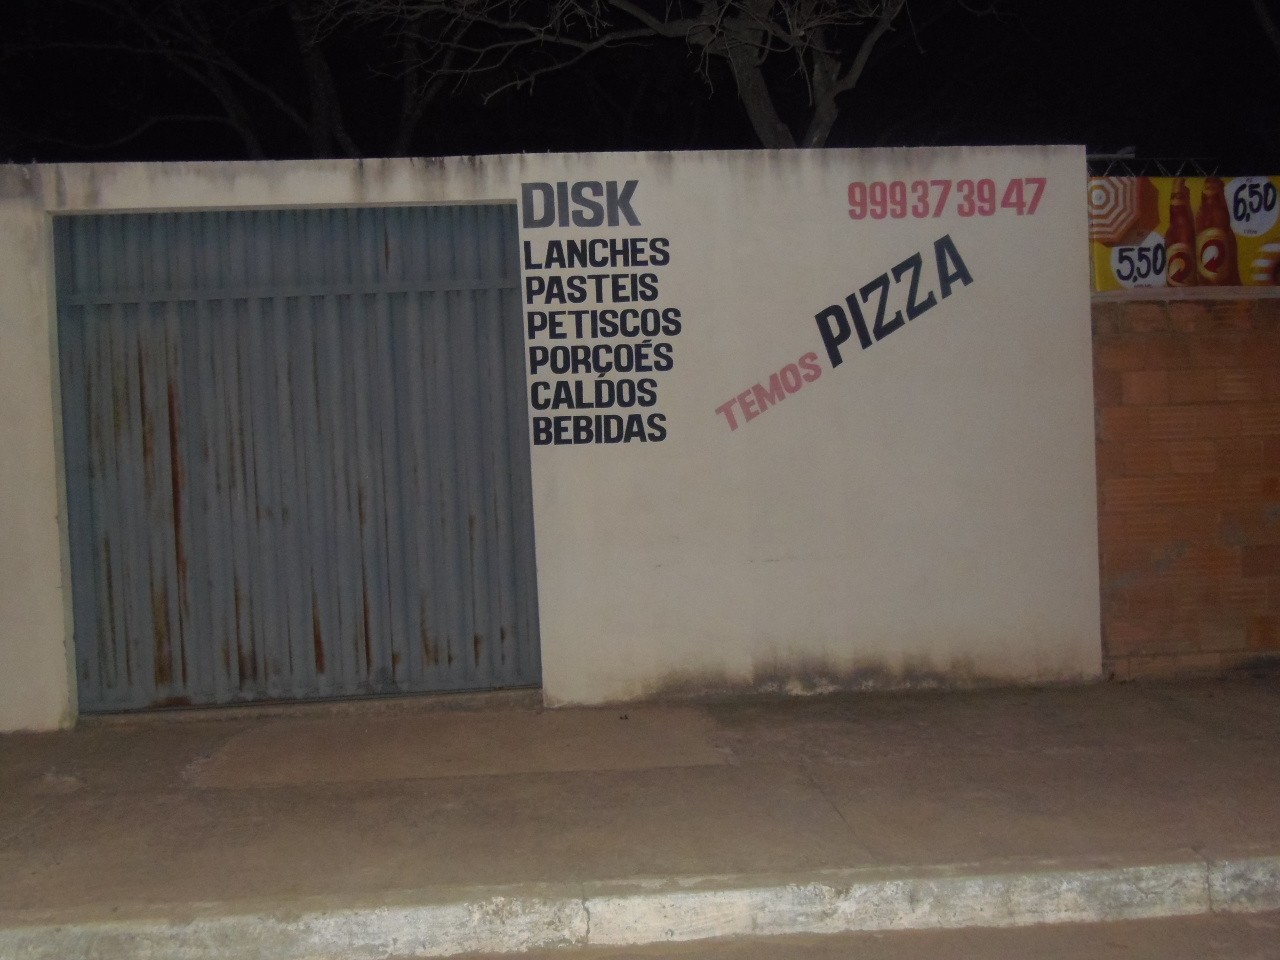 DISK
LANCHES
PASTEIS
PETISCOS
PORÇOÉS
CALDOS
BEBIDAS
999373947
TEMOS PIZZA
5,50
6,50